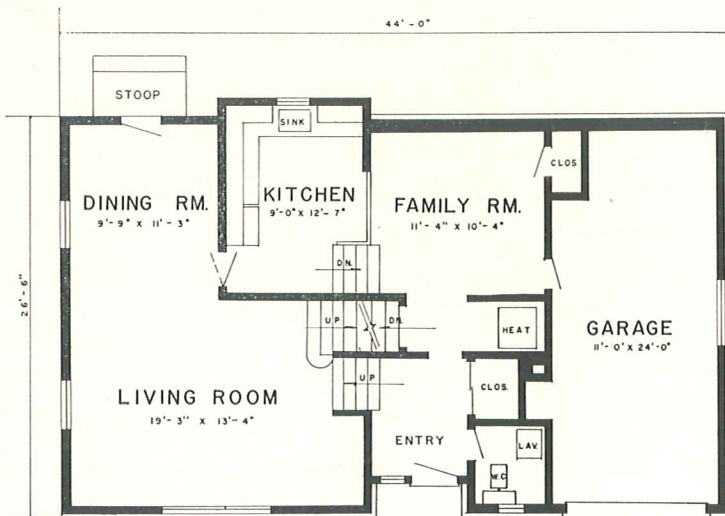 44'-0"
STOOP
SINK
CLOS.
DINING RM.
9'-9" X 11'-3"
KITCHEN
9'-0" X 12'-7"
FAMILY RM.
11'-4" X 10'-4"
DN.
26'-6"
UP
DN.
HEAT
GARAGE
11'-0" X 24'-0"
UP
CLOS.
LIVING ROOM
19'-3" X 13'-4"
ENTRY
LAV.
W.C